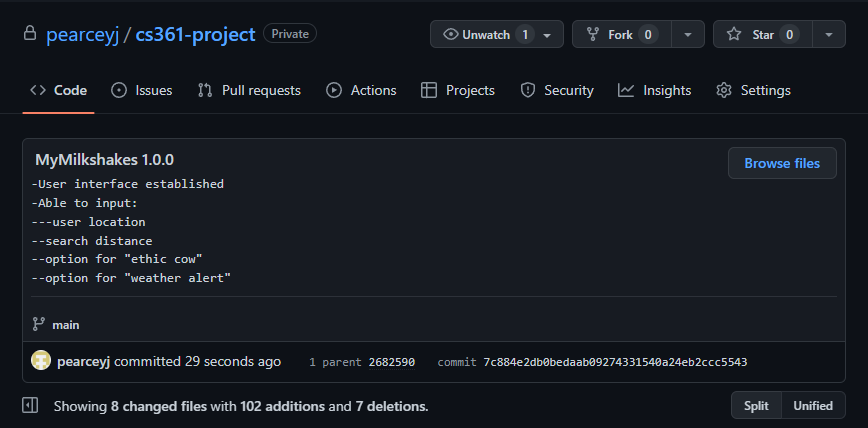 pearceyj / cs361-project Private Unwatch 1 Fork 0 Star 0
Code Issues Pull requests Actions Projects Security Insights Settings
MyMilkshakes 1.0.0 Browse files
-User interface established
-Able to input:
---user location
--search distance
--option for "ethic cow"
--option for "weather alert"
main
pearceyj committed 29 seconds ago 1 parent 2682590 commit 7c884e2db0bedaab09274331540a24eb2ccc5543
Showing 8 changed files with 102 additions and 7 deletions. Split Unified